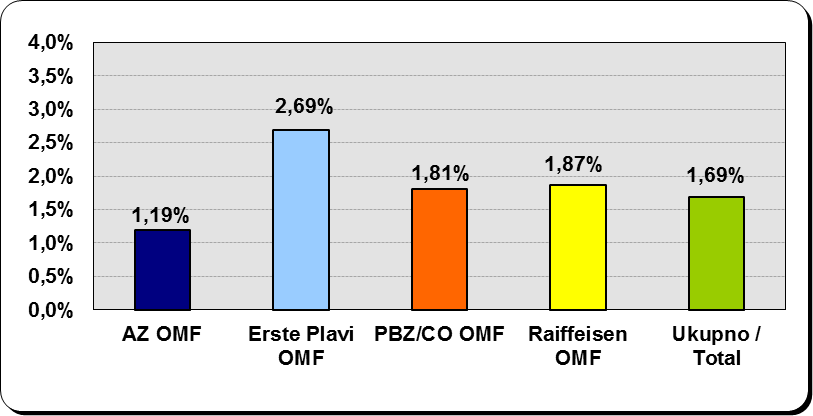 4,0%
3,5%
3,0%
2,5%
2,0%
1,5%
1,0%
0,5%
0,0%
1,19%
2,69%
1,81%
1,87%
1,69%
AZ OMF
Erste Plavi
OMF
PBZ/CO OMF
Raiffeisen
OMF
Ukupno /
Total